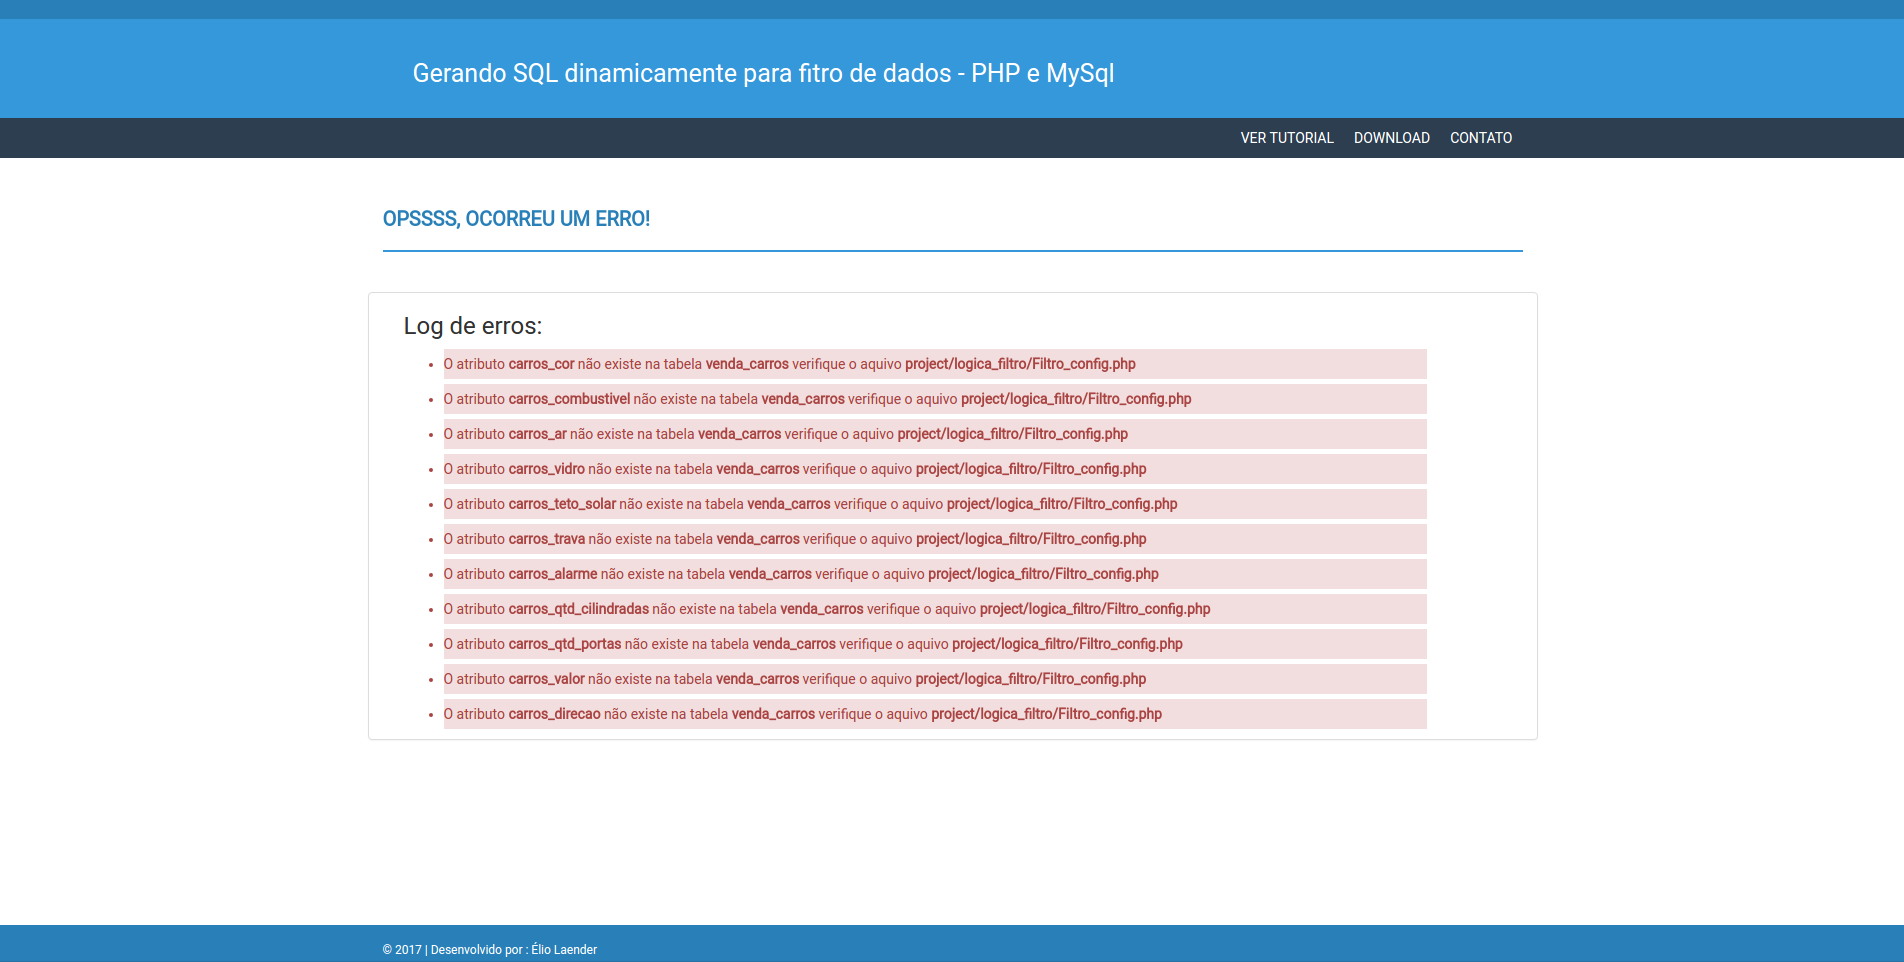 Gerando SQL dinamicamente para fitro de dados - PHP e MySql
VER TUTORIAL DOWNLOAD CONTATO
OPSSSS, OCORREU UM ERRO!
Log de erros:
• O atributo carros_cor não existe na tabela venda_carros verifique o aquivo project/logica_filtro/Filtro_config.php
• O atributo carros_combustivel não existe na tabela venda_carros verifique o aquivo project/logica_filtro/Filtro_config.php
• O atributo carros_ar não existe na tabela venda_carros verifique o aquivo project/logica_filtro/Filtro_config.php
• O atributo carros_vidro não existe na tabela venda_carros verifique o aquivo project/logica_filtro/Filtro_config.php
• O atributo carros_teto_solar não existe na tabela venda_carros verifique o aquivo project/logica_filtro/Filtro_config.php
• O atributo carros_trava não existe na tabela venda_carros verifique o aquivo project/logica_filtro/Filtro_config.php
• O atributo carros_alarme não existe na tabela venda_carros verifique o aquivo project/logica_filtro/Filtro_config.php
• O atributo carros_qtd_cilindradas não existe na tabela venda_carros verifique o aquivo project/logica_filtro/Filtro_config.php
• O atributo carros_qtd_portas não existe na tabela venda_carros verifique o aquivo project/logica_filtro/Filtro_config.php
• O atributo carros_valor não existe na tabela venda_carros verifique o aquivo project/logica_filtro/Filtro_config.php
• O atributo carros_direcao não existe na tabela venda_carros verifique o aquivo project/logica_filtro/Filtro_config.php
© 2017 | Desenvolvido por : Élio Laender